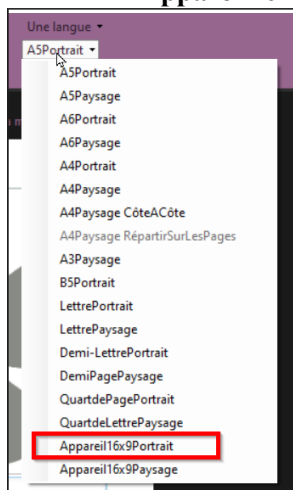 Une langue
A5Portrait
A5Portrait
A5Paysage
A6Portrait
A6Paysage
A4Portrait
A4Paysage
A4Paysage CôteACôte
A4Paysage RépartirSurLesPages
A3Paysage
B5Portrait
LettrePortrait
LettrePaysage
Demi-LettrePortrait
DemiPagePaysage
QuartdePagePortrait
QuartdeLettrePaysage
Appareil16x9Portrait
Appareil16x9Paysage